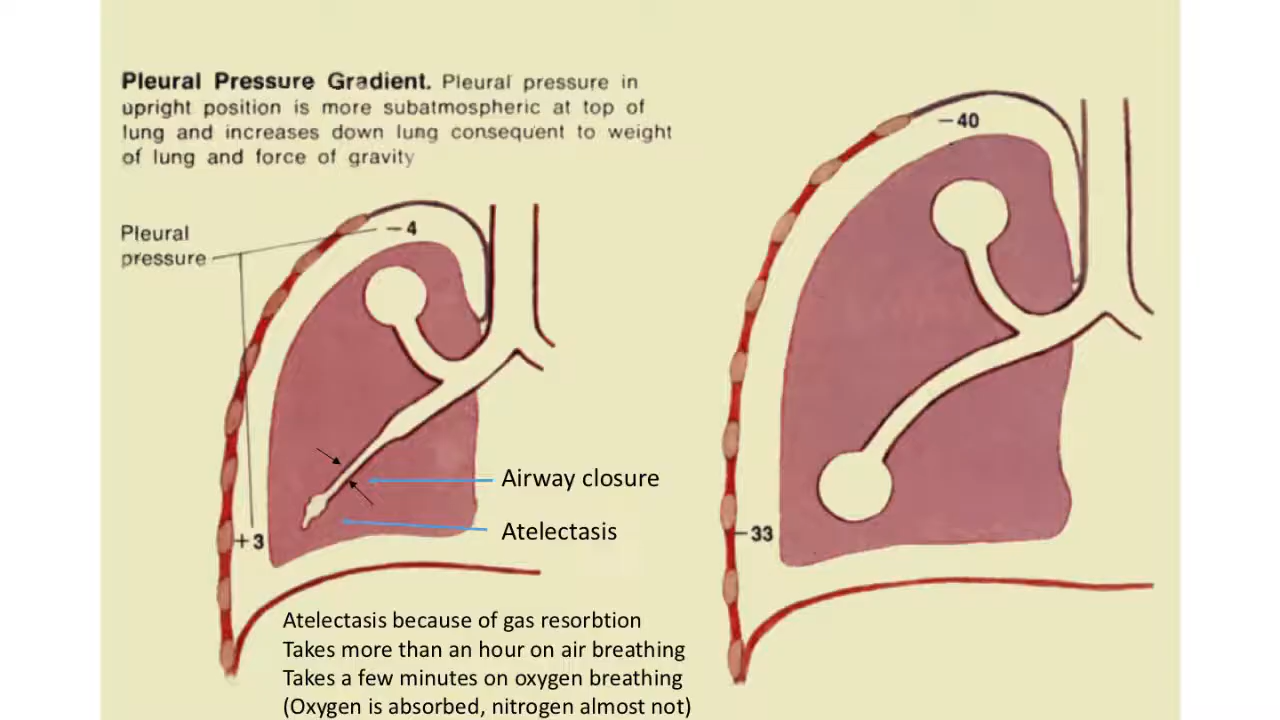 Pleural Pressure Gradient. Pleural pressure in
upright position is more subatmospheric at top of
lung and increases down lung consequent to weight
of lung and force of gravity
Pleural
pressure
−4
+3
Airway closure
Atelectasis
−40
−33
Atelectasis because of gas resorbtion
Takes more than an hour on air breathing
Takes a few minutes on oxygen breathing
(Oxygen is absorbed, nitrogen almost not)